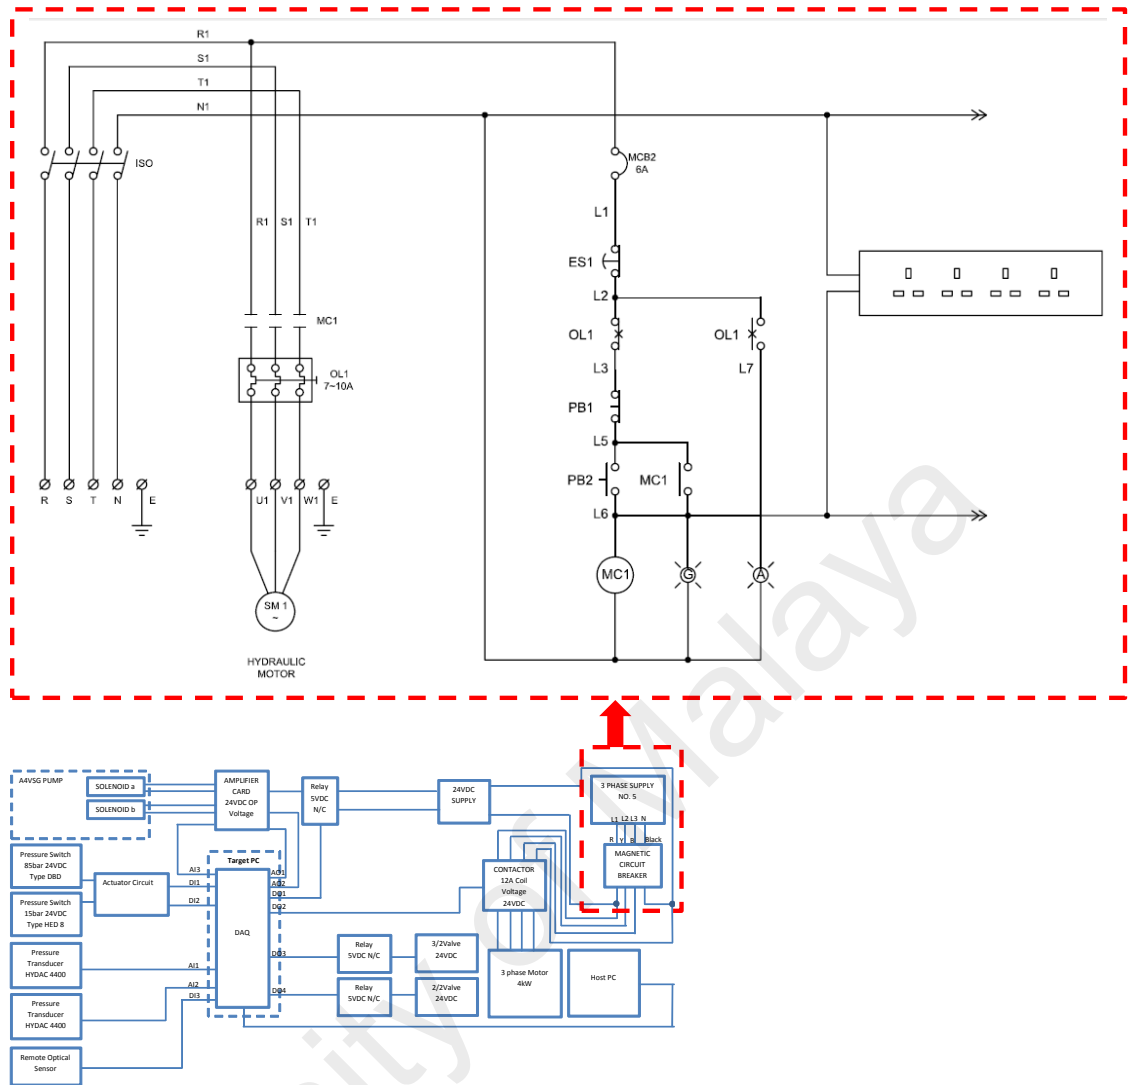 R1
S1
T1
N1
ISO
MCB2
6A
L1
R1 S1 T1
ES1
L2
MC1
OL1
OL1
L3
L7
OL1
7~10A
PB1
L5
PB2
MC1
L6
R S T N E
U1 V1 W1 E
MC1
G
A
SM 1
~
HYDRAULIC
MOTOR
A4VSG PUMP
SOLENOID a
SOLENOID b
AMPLIFIER
CARD
24VDC OP
Voltage
Relay
5VDC
N/C
24VDC
SUPPLY
3 PHASE SUPPLY
NO. 5
L1 L2 L3 N
R Y B Black
MAGNETIC
CIRCUIT
BREAKER
Pressure Switch
85bar 24VDC
Type DBD
Pressure Switch
15bar 24VDC
Type HED 8
Actuator Circuit
Target PC
AI3
DI1
DI2
AO1
AO2
DO1
DO2
DAQ
CONTACTOR
12A Coil
Voltage
24VDC
Pressure
Transducer
HYDAC 4400
AI1
AI2
DI3
DO3
DO4
Relay
5VDC N/C
3/2Valve
24VDC
Relay
5VDC N/C
2/2Valve
24VDC
3 phase Motor
4kW
Host PC
Pressure
Transducer
HYDAC 4400
Remote Optical
Sensor
ity of Malaya